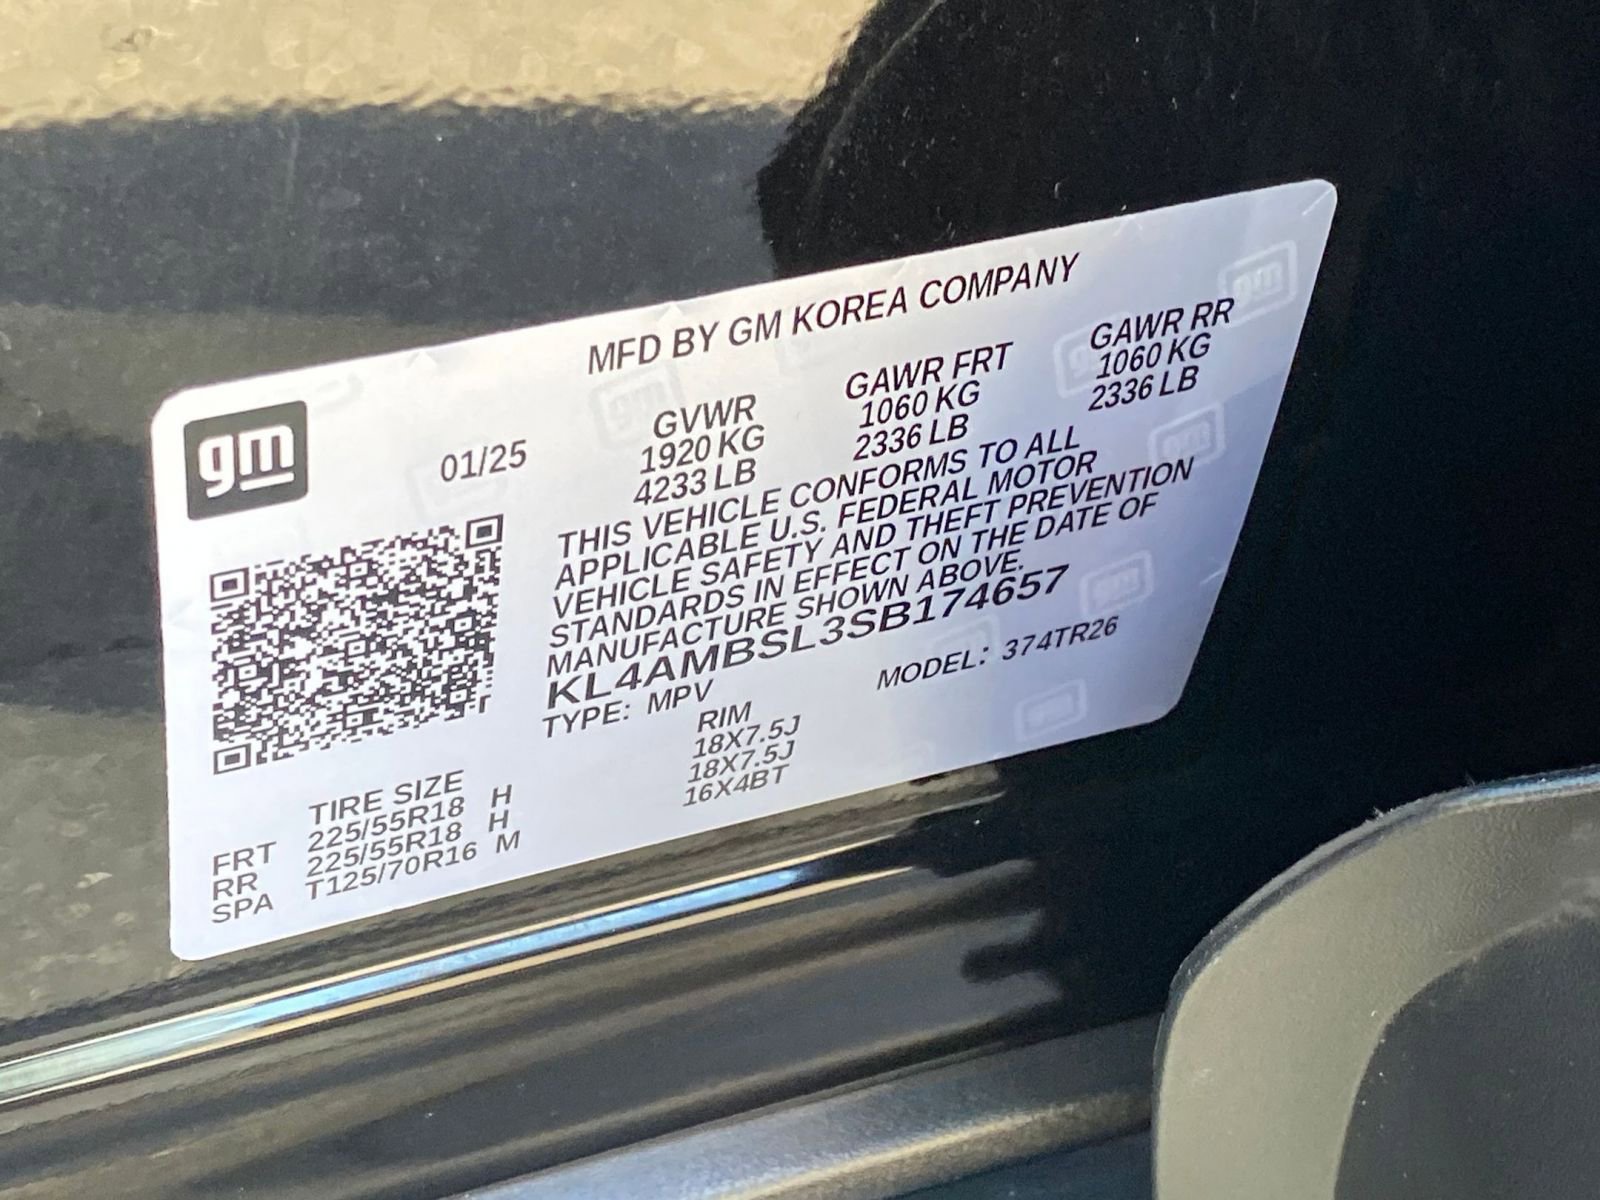 MFD BY GM KOREA COMPANY
gm
01/25
GVWR GAWR FRT GAWR RR
1920 KG 1060 KG 1060 KG
4233 LB 2336 LB 2336 LB
THIS VEHICLE CONFORMS TO ALL
APPLICABLE U.S. FEDERAL MOTOR
VEHICLE SAFETY AND THEFT PREVENTION
STANDARDS IN EFFECT ON THE DATE OF
MANUFACTURE SHOWN ABOVE.
KL4AMBSL3SB174657
TYPE: MPV MODEL: 374TR26
TIRE SIZE RIM
FRT 225/55R18 H 18X7.5J
RR 225/55R18 H 18X7.5J
SPA T125/70R16 M 16X4BT